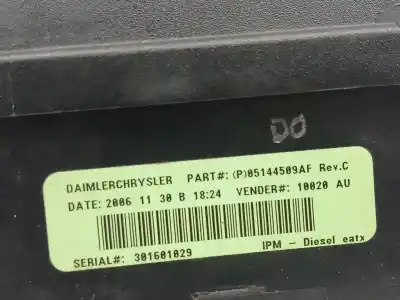 DO
DAIMLERCHRYSLER PART#: (P)05144509AF Rev.C
DATE: 2006 11 30 B 18:24 VENDER#: 10020 AU
SERIAL#: 301601029 IPM - Diesel eatx